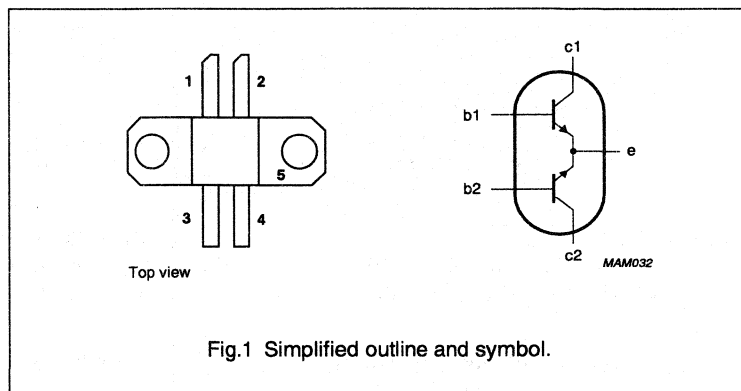 c1
1
2
b1
e
5
b2
3
4
c2
MAM032
Top view
Fig.1 Simplified outline and symbol.